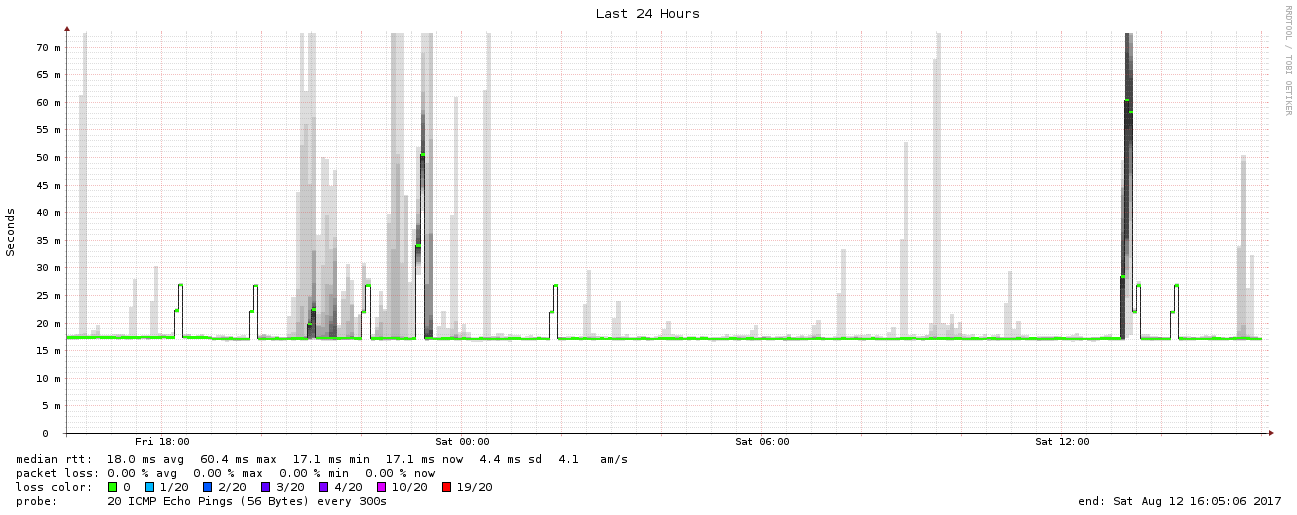 Last 24 Hours
RRDTOOL / TOBI OETIKER
Seconds
70 m
65 m
60 m
55 m
50 m
45 m
40 m
35 m
30 m
25 m
20 m
15 m
10 m
5 m
0
Fri 18:00 Sat 00:00 Sat 06:00 Sat 12:00
median rtt: 18.0 ms avg 60.4 ms max 17.1 ms min 17.1 ms now 4.4 ms sd 4.1 am/s
packet loss: 0.00 % avg 0.00 % max 0.00 % min 0.00 % now
loss color: 0 1/20 2/20 3/20 4/20 10/20 19/20
probe: 20 ICMP Echo Pings (56 Bytes) every 300s end: Sat Aug 12 16:05:06 2017